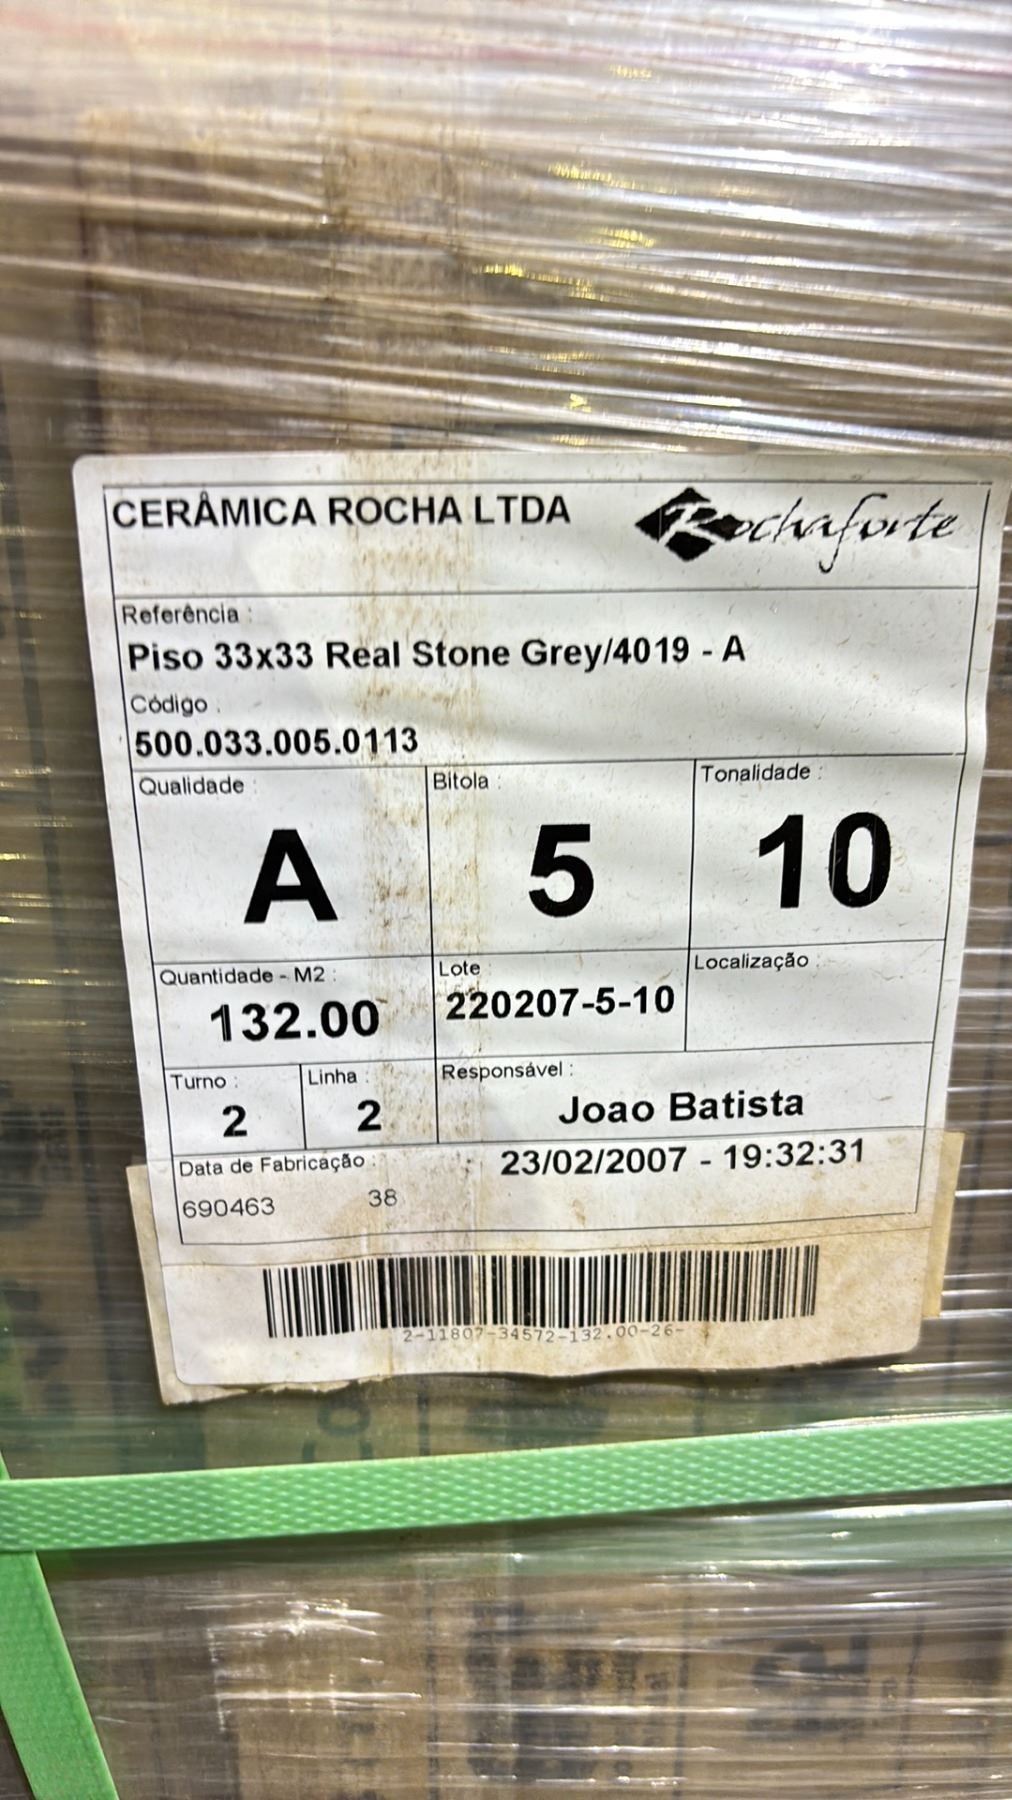 CERÂMICA ROCHA LTDA
Rochaforte
Referência :
Piso 33x33 Real Stone Grey/4019 - A
Código :
500.033.005.0113
Qualidade :
A
Bitola :
5
Tonalidade :
10
Quantidade - M2 :
132.00
Lote :
220207-5-10
Localização :
Turno :
2
Linha :
2
Responsável :
Joao Batista
Data de Fabricação :
23/02/2007 - 19:32:31
690463 38
2-11807-34572-132.00-26-